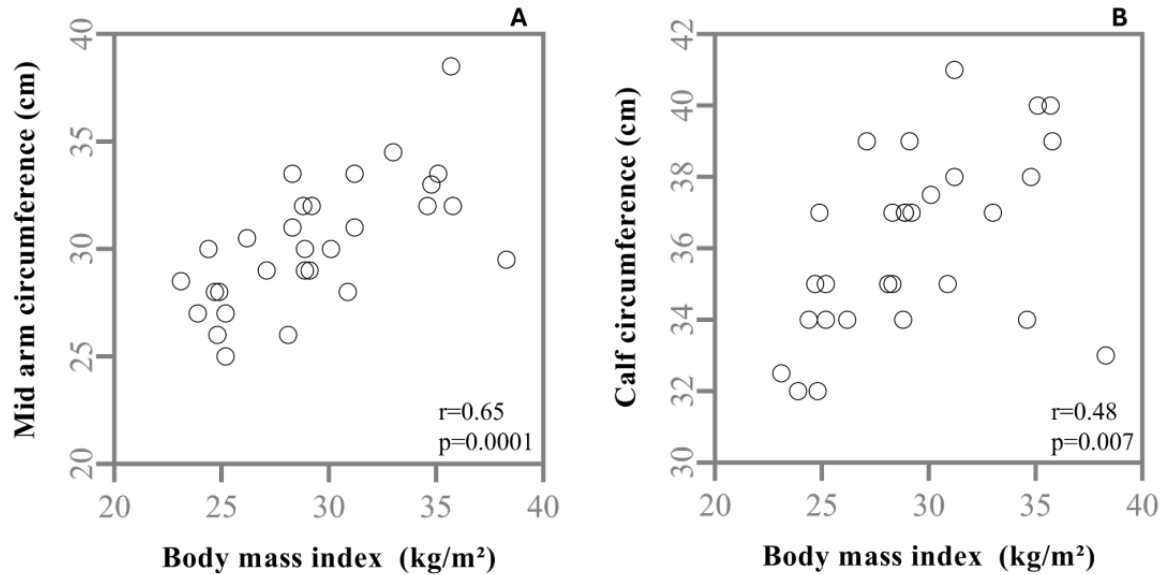 A
Mid arm circumference (cm)
40
35
30
25
20
r=0.65
p=0.0001
20 25 30 35 40
Body mass index (kg/m²)
B
Calf circumference (cm)
42
40
38
36
34
32
30
r=0.48
p=0.007
20 25 30 35 40
Body mass index (kg/m²)